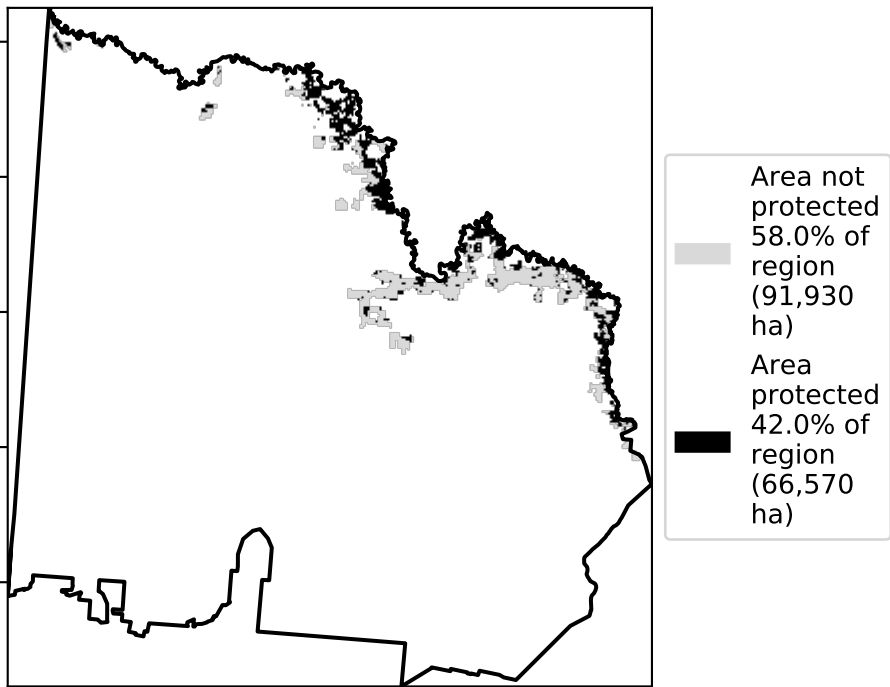 Area not
protected
58.0% of
region
(91,930
ha)
Area
protected
42.0% of
region
(66,570
ha)